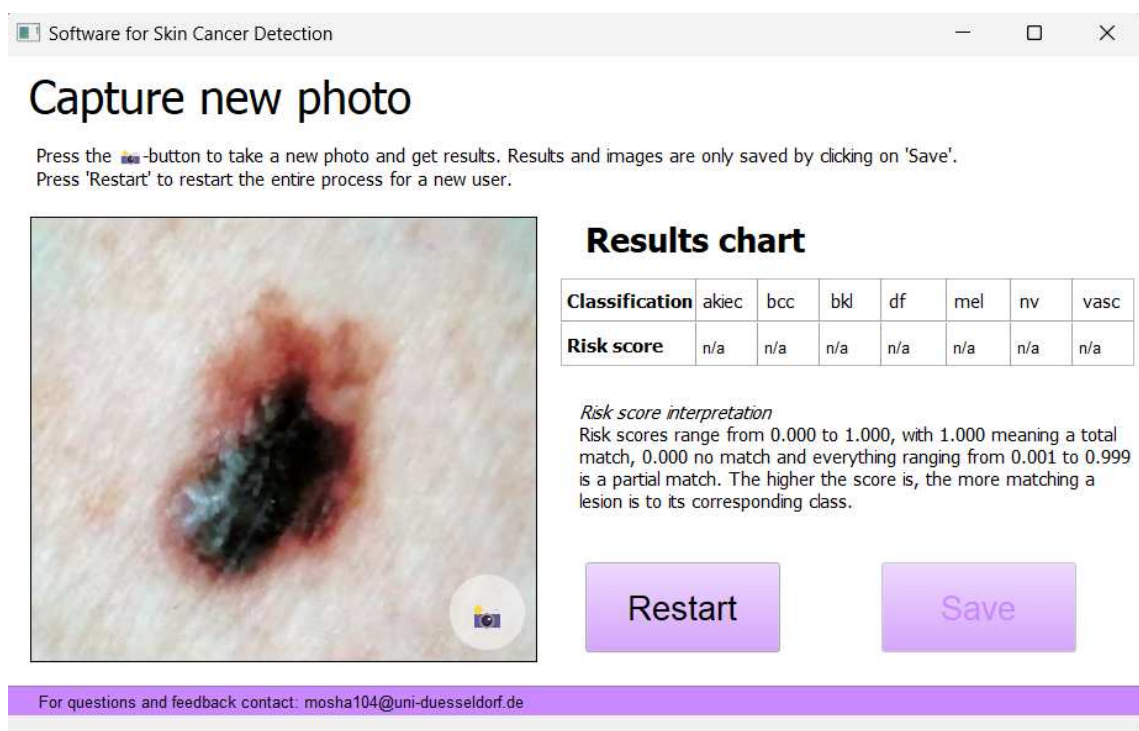 Software for Skin Cancer Detection
Capture new photo
Press the 📷-button to take a new photo and get results. Results and images are only saved by clicking on 'Save'.
Press 'Restart' to restart the entire process for a new user.
Results chart
Classification akiec bcc bkl df mel nv vasc
Risk score n/a n/a n/a n/a n/a n/a n/a
Risk score interpretation
Risk scores range from 0.000 to 1.000, with 1.000 meaning a total
match, 0.000 no match and everything ranging from 0.001 to 0.999
is a partial match. The higher the score is, the more matching a
lesion is to its corresponding class.
Restart
Save
For questions and feedback contact: mosha104@uni-duesseldorf.de